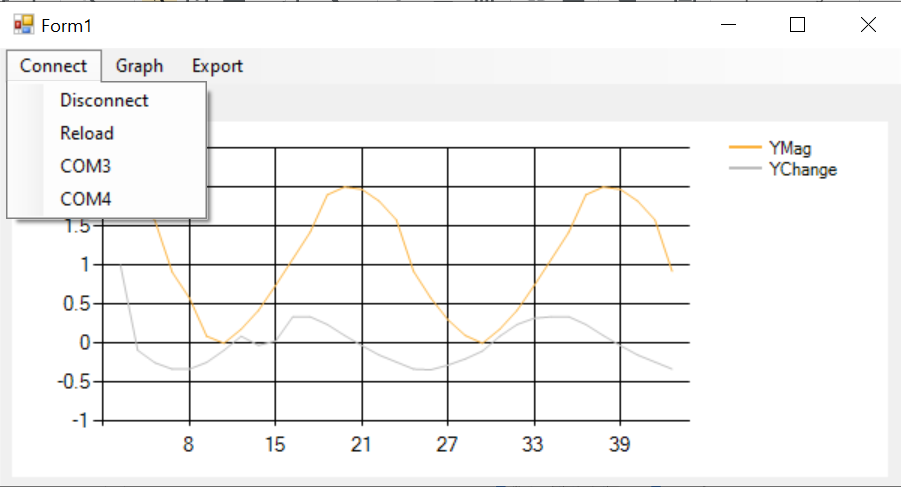 Form1
Connect Graph Export
Disconnect
Reload
COM3
COM4
YMag
YChange
1.5
1
0.5
0
-0.5
-1
8 15 21 27 33 39